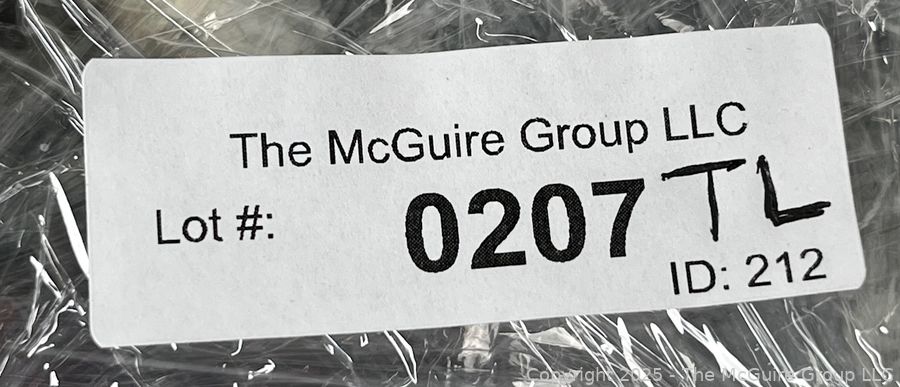 The McGuire Group LLC
Lot #: 0207 TL
ID: 212
Copyright 2025 - The McGuire Group LLC